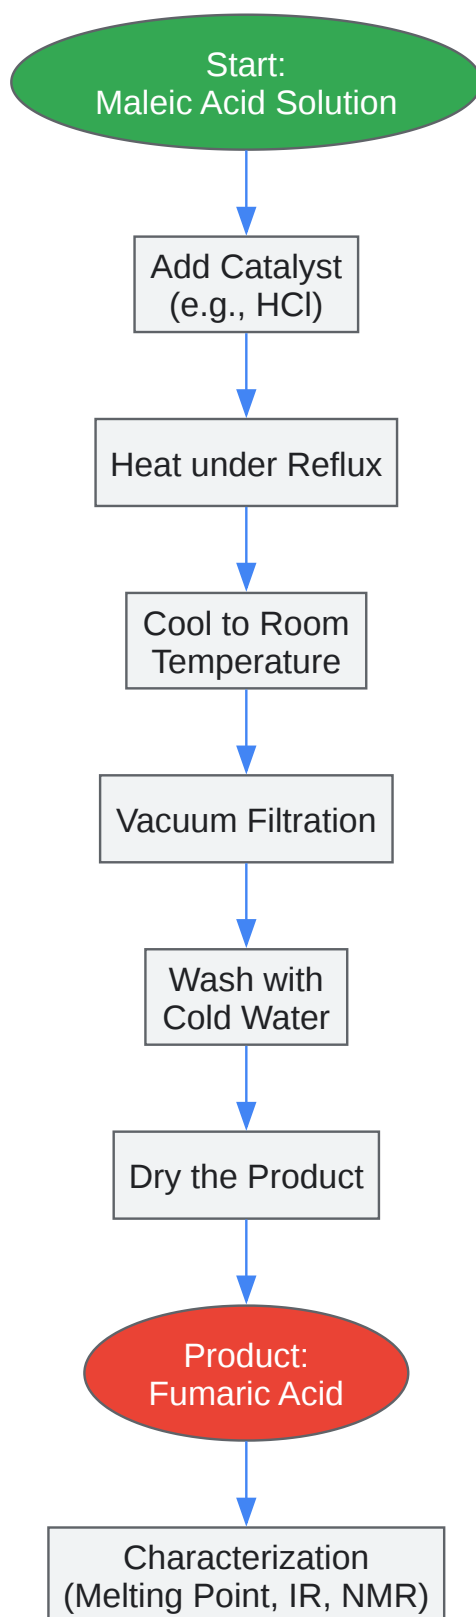 Start:
Maleic Acid Solution
Add Catalyst
(e.g., HCl)
Heat under Reflux
Cool to Room
Temperature
Vacuum Filtration
Wash with
Cold Water
Dry the Product
Product:
Fumaric Acid
Characterization
(Melting Point, IR, NMR)